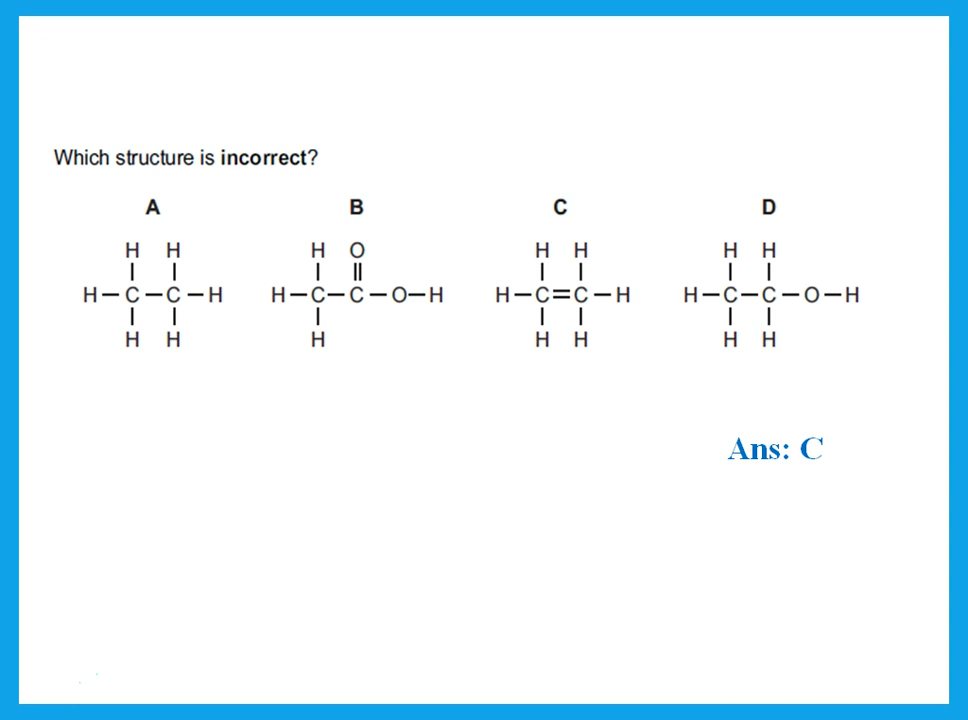 Which structure is incorrect?
A B C D
H H H O H H H H
H–C–C–H H–C–C–O–H H–C=C–H H–C–C–O–H
H H H H H H H
Ans: C